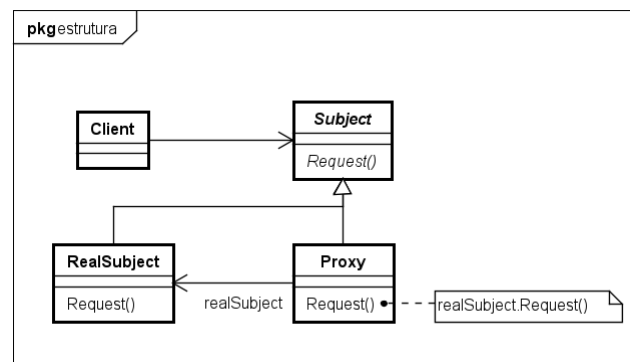 pkg estrutura
Client
Subject
Request()
RealSubject
Request()
realSubject
Proxy
Request()
realSubject.Request()